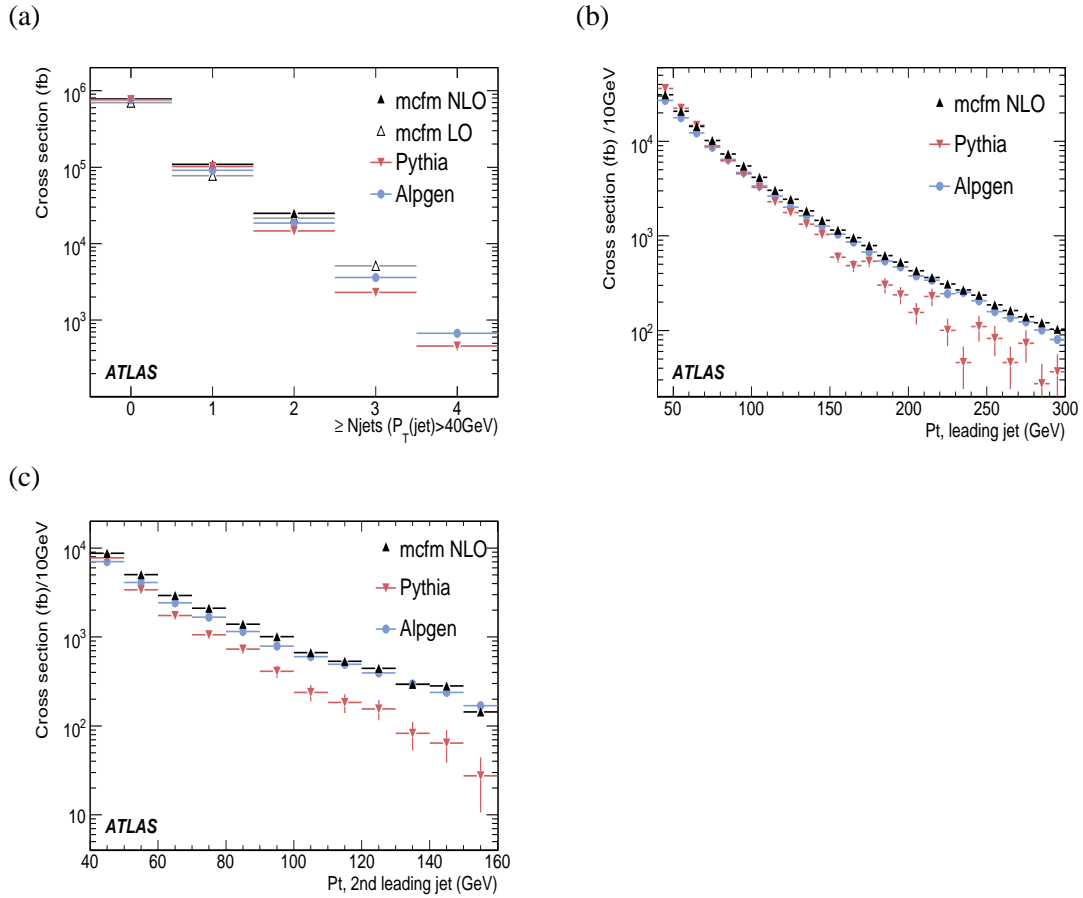 (a)
Cross section (fb)
10^6
10^5
10^4
10^3
mcfm NLO
mcfm LO
Pythia
Alpgen
ATLAS
0 1 2 3 4
≥ Njets (P_T(jet)>40GeV)
(b)
Cross section (fb) /10GeV
10^4
10^3
10^2
mcfm NLO
Pythia
Alpgen
ATLAS
50 100 150 200 250 300
Pt, leading jet (GeV)
(c)
Cross section (fb)/10GeV
10^4
10^3
10^2
10
mcfm NLO
Pythia
Alpgen
ATLAS
40 60 80 100 120 140 160
Pt, 2nd leading jet (GeV)